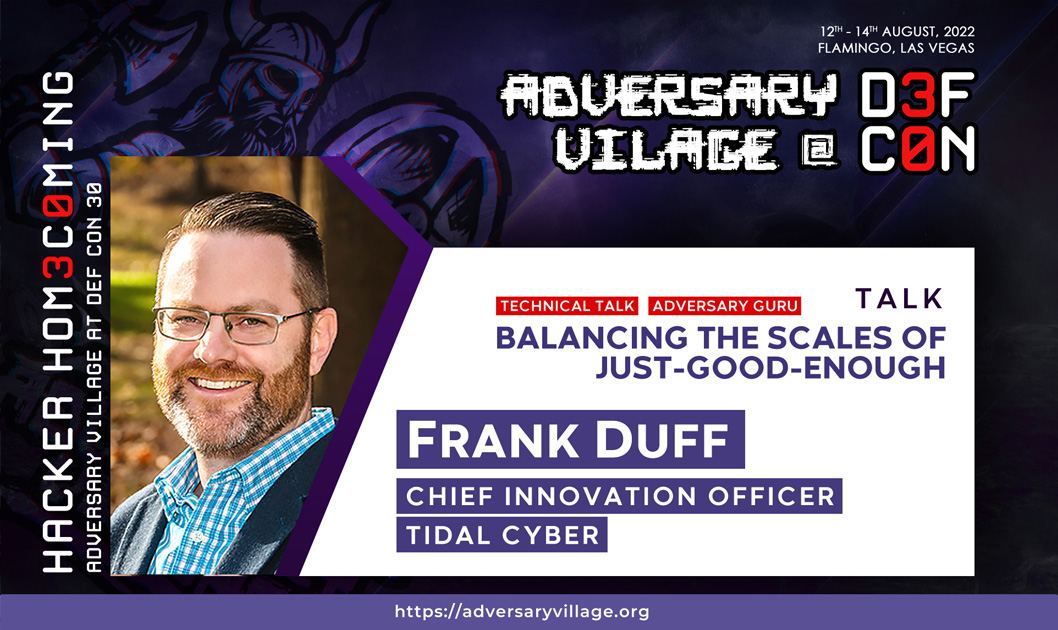 12TH - 14TH AUGUST, 2022
FLAMINGO, LAS VEGAS
ADVERSARY D3F
VILAGE @ C0N
HACKER HOM3C0MING
ADVERSARY VILLAGE AT DEF CON 30
TECHNICAL TALK ADVERSARY GURU TALK
BALANCING THE SCALES OF
JUST-GOOD-ENOUGH
FRANK DUFF
CHIEF INNOVATION OFFICER
TIDAL CYBER
https://adversaryvillage.org